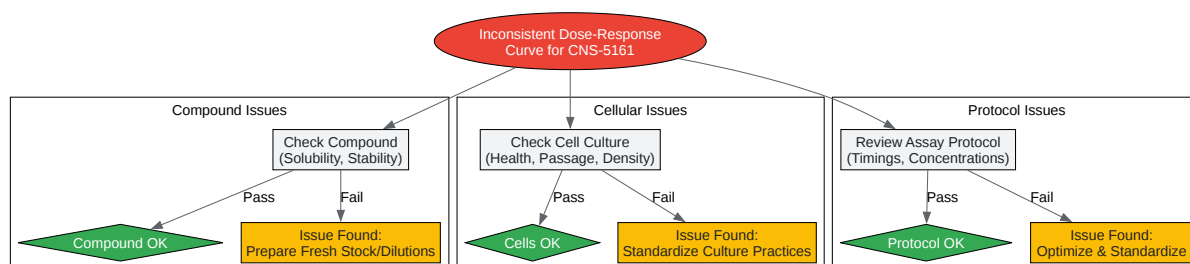 Inconsistent Dose-Response
Curve for CNS-5161
Compound Issues
Check Compound
(Solubility, Stability)
Pass
Fail
Compound OK
Issue Found:
Prepare Fresh Stock/Dilutions
Cellular Issues
Check Cell Culture
(Health, Passage, Density)
Pass
Fail
Cells OK
Issue Found:
Standardize Culture Practices
Protocol Issues
Review Assay Protocol
(Timings, Concentrations)
Pass
Fail
Protocol OK
Issue Found:
Optimize & Standardize